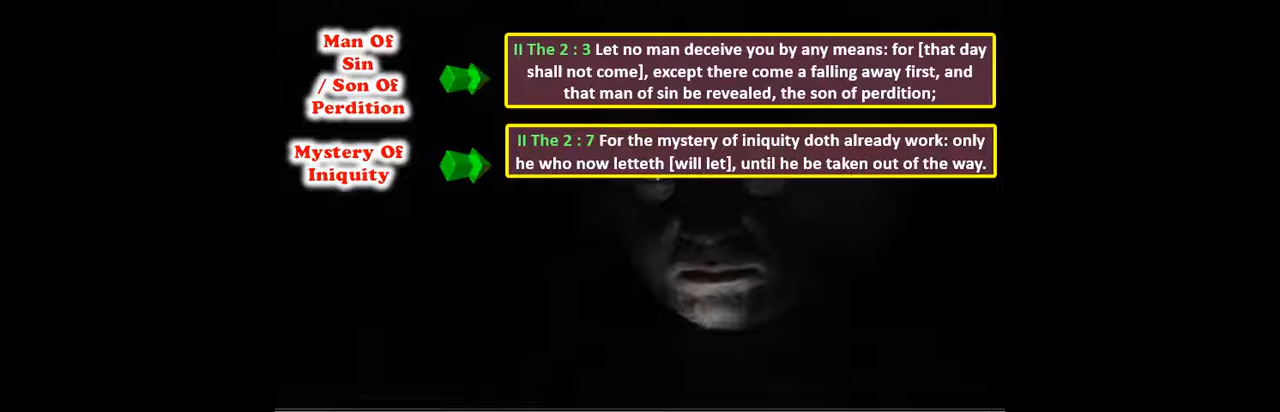 Man Of
Sin
/ Son Of
Perdition
II The 2 : 3 Let no man deceive you by any means: for [that day
shall not come], except there come a falling away first, and
that man of sin be revealed, the son of perdition;
Mystery Of
Iniquity
II The 2 : 7 For the mystery of iniquity doth already work: only
he who now letteth [will let], until he be taken out of the way.